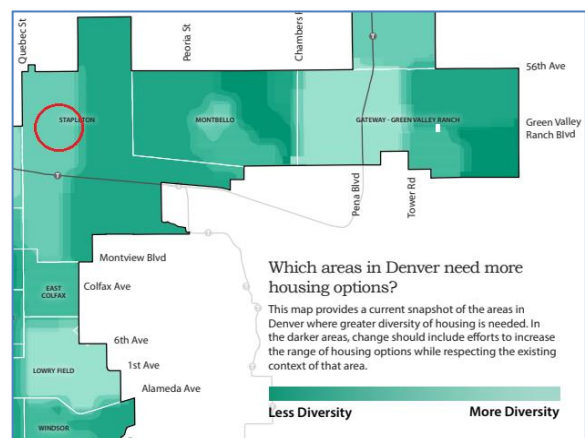 Quebec St
Peoria St
Chambers R
56th Ave
STAPLETON
MONTBELLO
GATEWAY - GREEN VALLEY RANCH
Green Valley
Ranch Blvd
Pena Blvd
Tower Rd
Montview Blvd
EAST
COLFAX
Colfax Ave
6th Ave
LOWRY FIELD
1st Ave
Alameda Ave
WINDSOR
Which areas in Denver need more
housing options?
This map provides a current snapshot of the areas in
Denver where greater diversity of housing is needed. In
the darker areas, change should include efforts to increase
the range of housing options while respecting the existing
context of that area.
Less Diversity
More Diversity